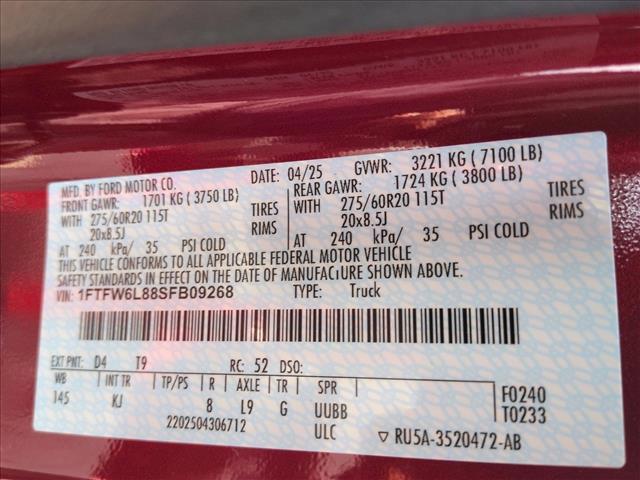 MFD. BY FORD MOTOR CO.
DATE: 04/25 GVWR: 3221 KG ( 7100 LB)
FRONT GAWR: 1701 KG ( 3750 LB)
REAR GAWR: 1724 KG ( 3800 LB)
WITH 275/60R20 115T TIRES
WITH 275/60R20 115T TIRES
20x8.5J RIMS
20x8.5J RIMS
AT 240 kPa/ 35 PSI COLD
AT 240 kPa/ 35 PSI COLD
THIS VEHICLE CONFORMS TO ALL APPLICABLE FEDERAL MOTOR VEHICLE
SAFETY STANDARDS IN EFFECT ON THE DATE OF MANUFACTURE SHOWN ABOVE.
VIN: 1FTFW6L88SFB09268 TYPE: Truck
EXT PNT: D4 T9 RC: 52 DSO:
WB INT TR TP/PS R AXLE TR SPR
145 KJ 8 L9 G UUBB
2202504306712 ULC
F0240
T0233
▽ RU5A-3520472-AB